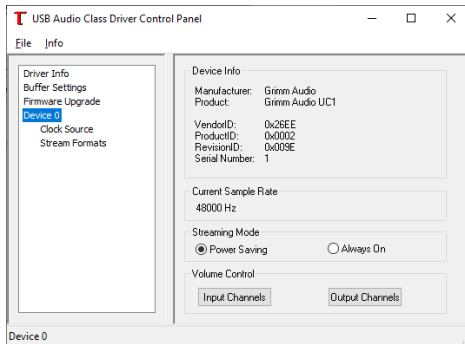 USB Audio Class Driver Control Panel
File Info
Driver Info
Buffer Settings
Firmware Upgrade
Device 0
Clock Source
Stream Formats
Device Info
Manufacturer: Grimm Audio
Product: Grimm Audio UC1
VendorID: 0x26EE
ProductID: 0x0002
RevisionID: 0x009E
Serial Number: 1
Current Sample Rate
48000 Hz
Streaming Mode
Power Saving Always On
Volume Control
Input Channels Output Channels
Device 0